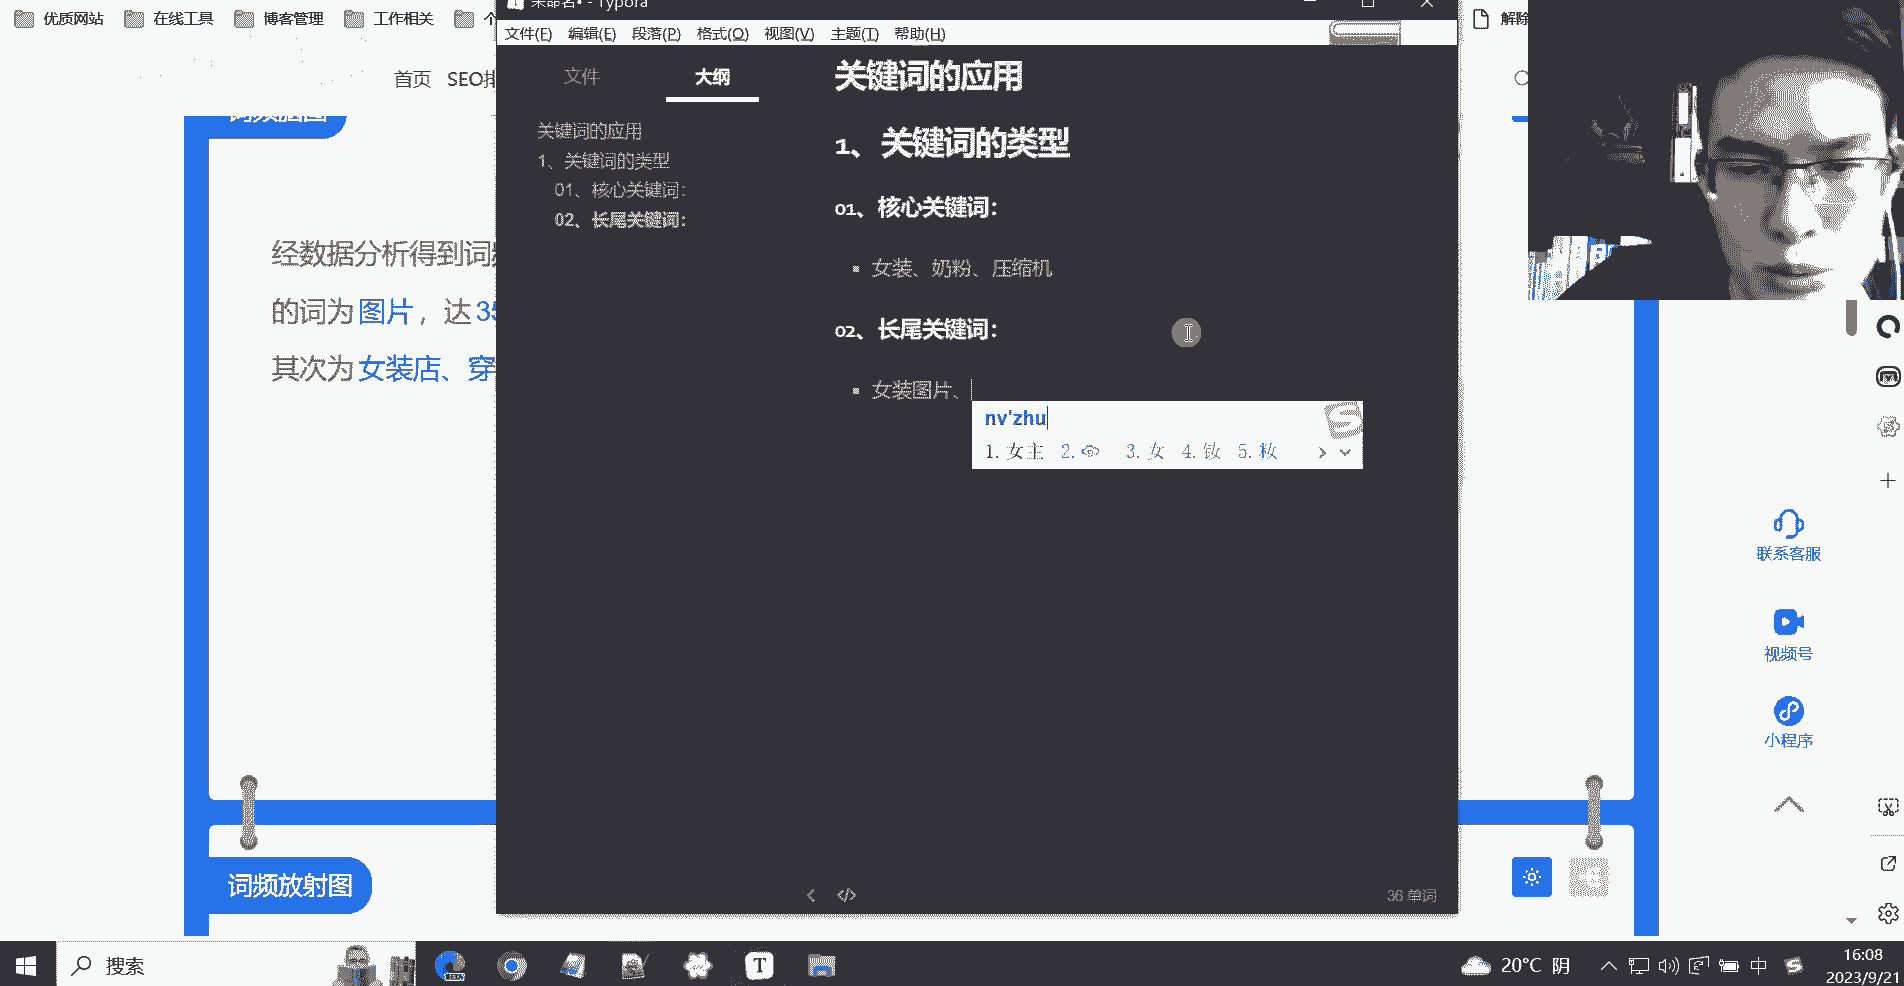 优质网站
在线工具
博客管理
工作相关
未命名• - Typora
解除
文件(F) 编辑(E) 段落(P) 格式(O) 视图(V) 主题(T) 帮助(H)
首页 SEO
文件
大纲
关键词的应用
1、关键词的类型
01、核心关键词:
02、长尾关键词:
关键词的应用
1、关键词的类型
01、核心关键词:
女装、奶粉、压缩机
02、长尾关键词:
女装图片、
nv'zhu
1. 女主 2. 3. 女 4. 钕 5. 籹
36 单词
词频脑图
经数据分析得到词频
的词为图片，达35
其次为女装店、穿
词频放射图
联系客服
视频号
小程序
搜索
BETA
T
20°C 阴
中
16:08
2023/9/21